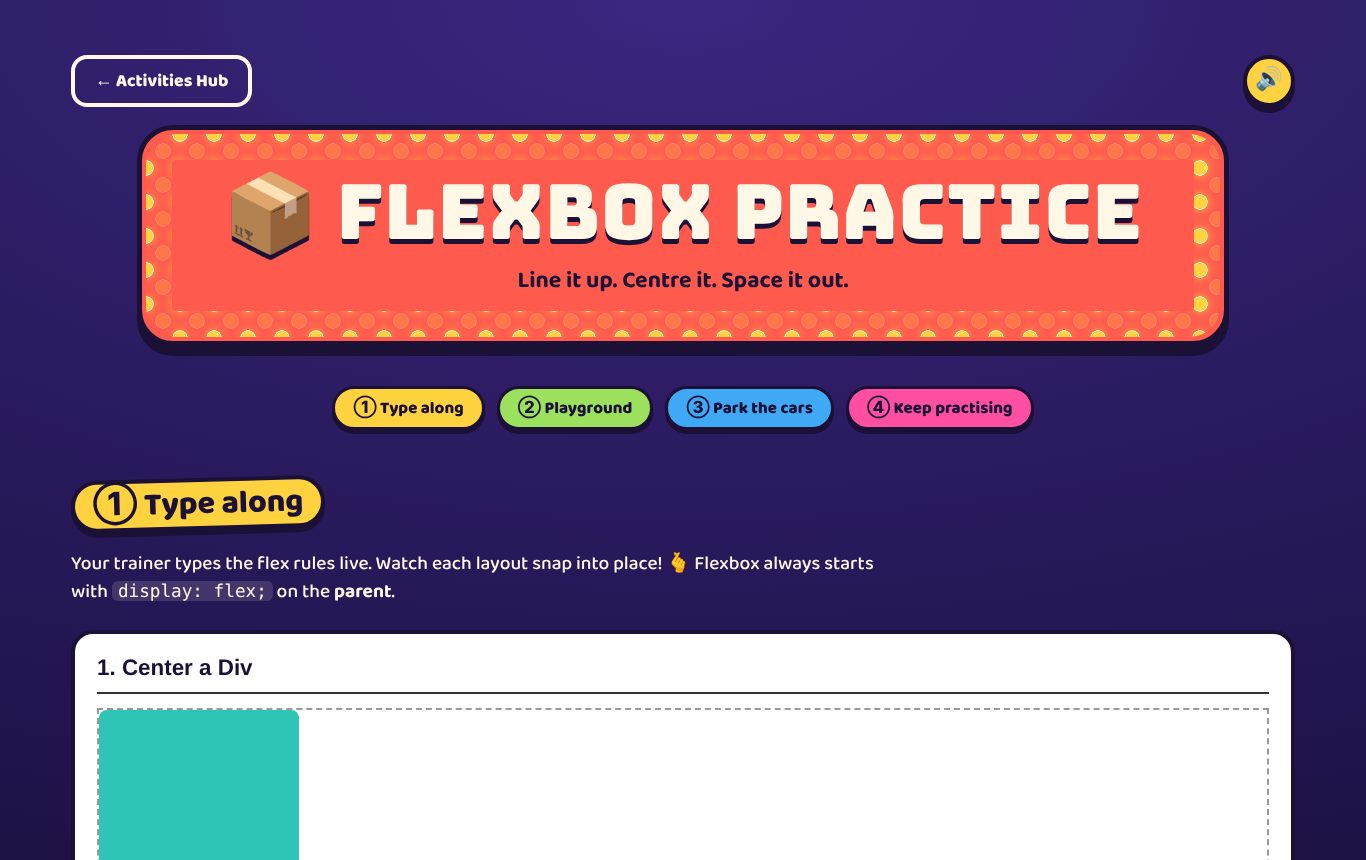 ← Activities Hub
FLEXBOX PRACTICE
Line it up. Centre it. Space it out.
① Type along
② Playground
③ Park the cars
④ Keep practising
① Type along
Your trainer types the flex rules live. Watch each layout snap into place! Flexbox always starts
with display: flex; on the parent.
1. Center a Div